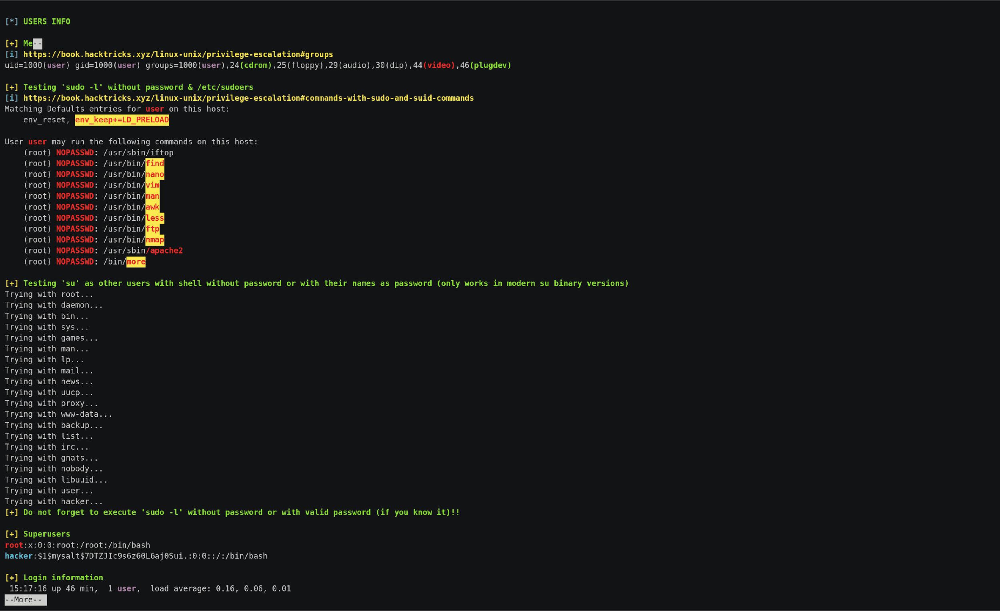 [*] USERS INFO
[+] Me--
[i] https://book.hacktricks.xyz/linux-unix/privilege-escalation#groups
uid=1000(user) gid=1000(user) groups=1000(user),24(cdrom),25(floppy),29(audio),30(dip),44(video),46(plugdev)
[+] Testing 'sudo -l' without password & /etc/sudoers
[i] https://book.hacktricks.xyz/linux-unix/privilege-escalation#commands-with-sudo-and-suid-commands
Matching Defaults entries for user on this host:
    env_reset, env_keep+=LD_PRELOAD
User user may run the following commands on this host:
    (root) NOPASSWD: /usr/sbin/iftop
    (root) NOPASSWD: /usr/bin/find
    (root) NOPASSWD: /usr/bin/nano
    (root) NOPASSWD: /usr/bin/vim
    (root) NOPASSWD: /usr/bin/man
    (root) NOPASSWD: /usr/bin/awk
    (root) NOPASSWD: /usr/bin/less
    (root) NOPASSWD: /usr/bin/ftp
    (root) NOPASSWD: /usr/bin/nmap
    (root) NOPASSWD: /usr/sbin/apache2
    (root) NOPASSWD: /bin/more
[+] Testing 'su' as other users with shell without password or with their names as password (only works in modern su binary versions)
Trying with root...
Trying with daemon...
Trying with bin...
Trying with sys...
Trying with games...
Trying with man...
Trying with lp...
Trying with mail...
Trying with news...
Trying with uucp...
Trying with proxy...
Trying with www-data...
Trying with backup...
Trying with list...
Trying with irc...
Trying with gnats...
Trying with nobody...
Trying with libuuid...
Trying with user...
Trying with hacker...
[+] Do not forget to execute 'sudo -l' without password or with valid password (if you know it)!!
[+] Superusers
root:x:0:0:root:/root:/bin/bash
hacker:$1$mysalt$7DTZJIc9s6z60L6aj0Sui.:0:0::/:/bin/bash
[+] Login information
 15:17:16 up 46 min,  1 user,  load average: 0.16, 0.06, 0.01
--More--